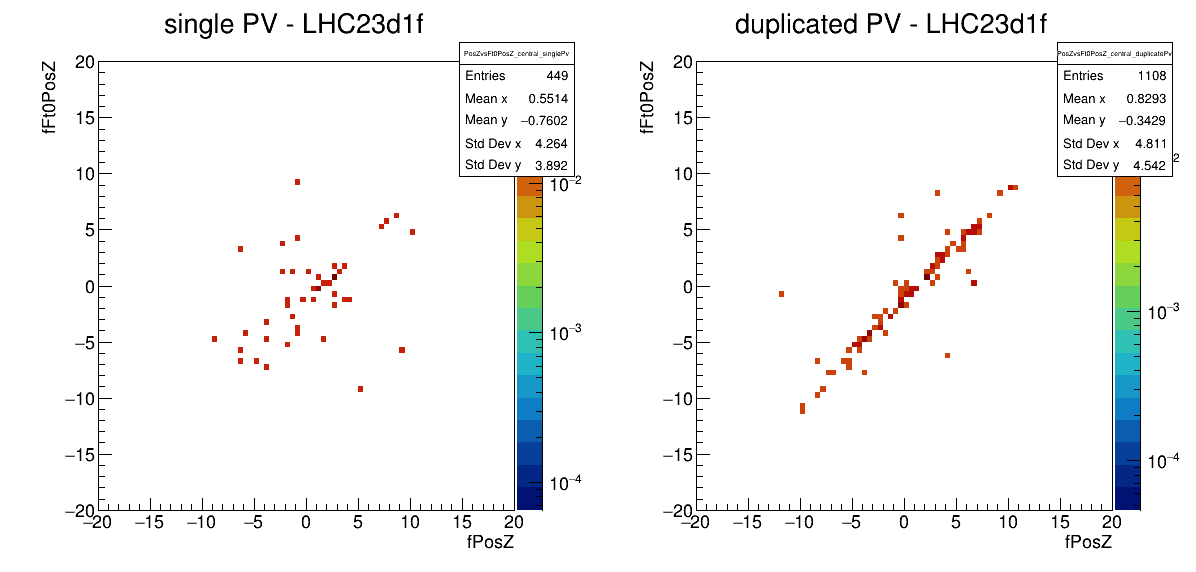 single PV - LHC23d1f
PosZvsFt0PosZ_central_singlePv
Entries 449
Mean x 0.5514
Mean y −0.7602
Std Dev x 4.264
Std Dev y 3.892
fFt0PosZ
20
15
10
5
0
−5
−10
−15
−20
−20 −15 −10 −5 0 5 10 15 20
fPosZ
10−2
10−3
10−4
duplicated PV - LHC23d1f
PosZvsFt0PosZ_central_duplicatePv
Entries 1108
Mean x 0.8293
Mean y −0.3429
Std Dev x 4.811
Std Dev y 4.542
fFt0PosZ
20
15
10
5
0
−5
−10
−15
−20
−20 −15 −10 −5 0 5 10 15 20
fPosZ
2
10−3
10−4